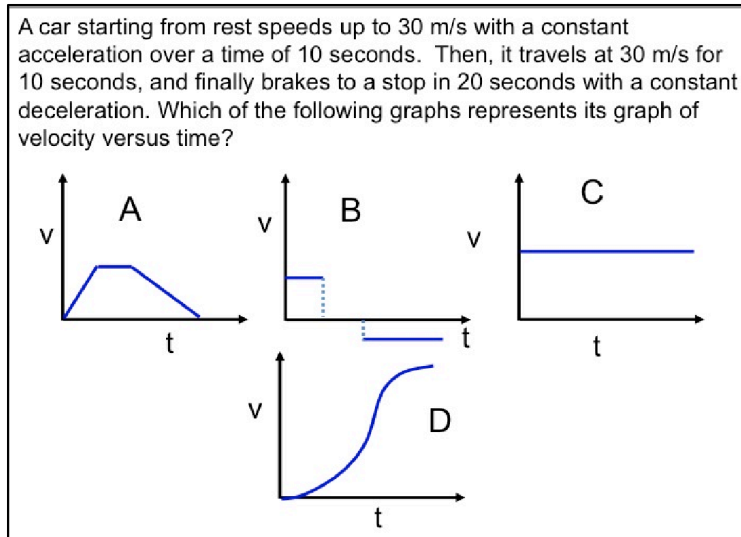 A car starting from rest speeds up to 30 m/s with a constant
acceleration over a time of 10 seconds.  Then, it travels at 30 m/s for
10 seconds, and finally brakes to a stop in 20 seconds with a constant
deceleration. Which of the following graphs represents its graph of
velocity versus time?
A
v
t
B
v
t
C
v
t
D
v
t